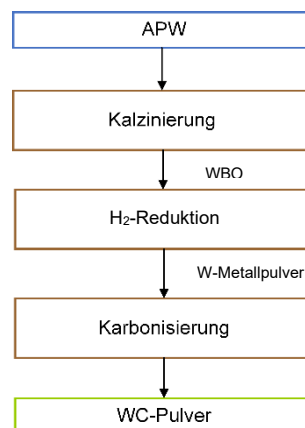 APW
Kalzinierung
WBO
H₂-Reduktion
W-Metallpulver
Karbonisierung
WC-Pulver